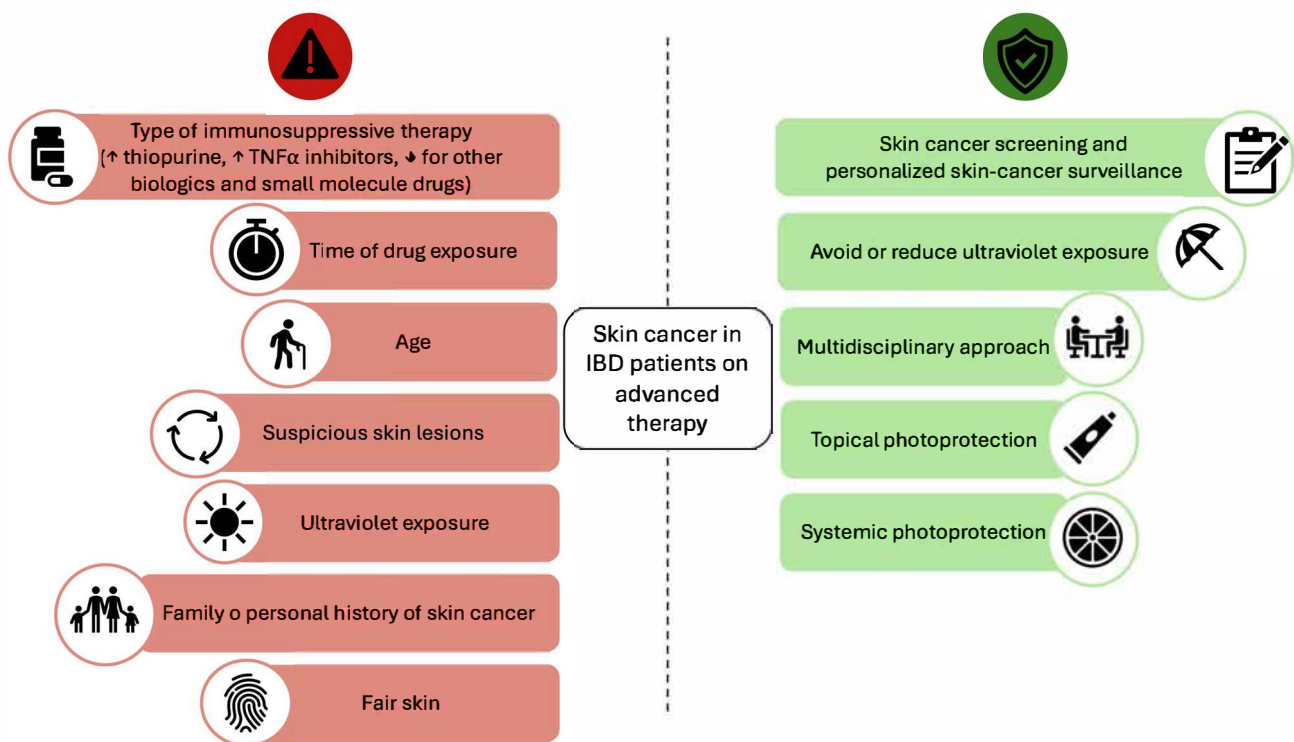 Type of immunosuppressive therapy
(↑ thiopurine, ↑ TNFα inhibitors, ↓ for other
biologics and small molecule drugs)
Time of drug exposure
Age
Suspicious skin lesions
Ultraviolet exposure
Family o personal history of skin cancer
Fair skin
Skin cancer in
IBD patients on
advanced
therapy
Skin cancer screening and
personalized skin-cancer surveillance
Avoid or reduce ultraviolet exposure
Multidisciplinary approach
Topical photoprotection
Systemic photoprotection